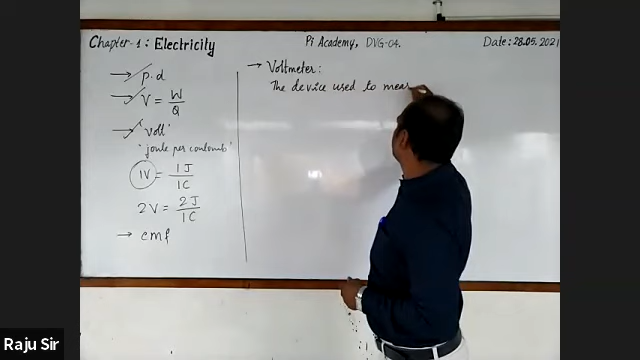 Chapter-1: Electricity
Pi Academy, DVG-04.
Date: 28.05.2021
→ p.d
→ V = W/Q
→ 'Volt'
'joule per coulomb'
1V = 1J/1C
2V = 2J/1C
→ emf
→ Voltmeter:
The device used to meas
Raju Sir